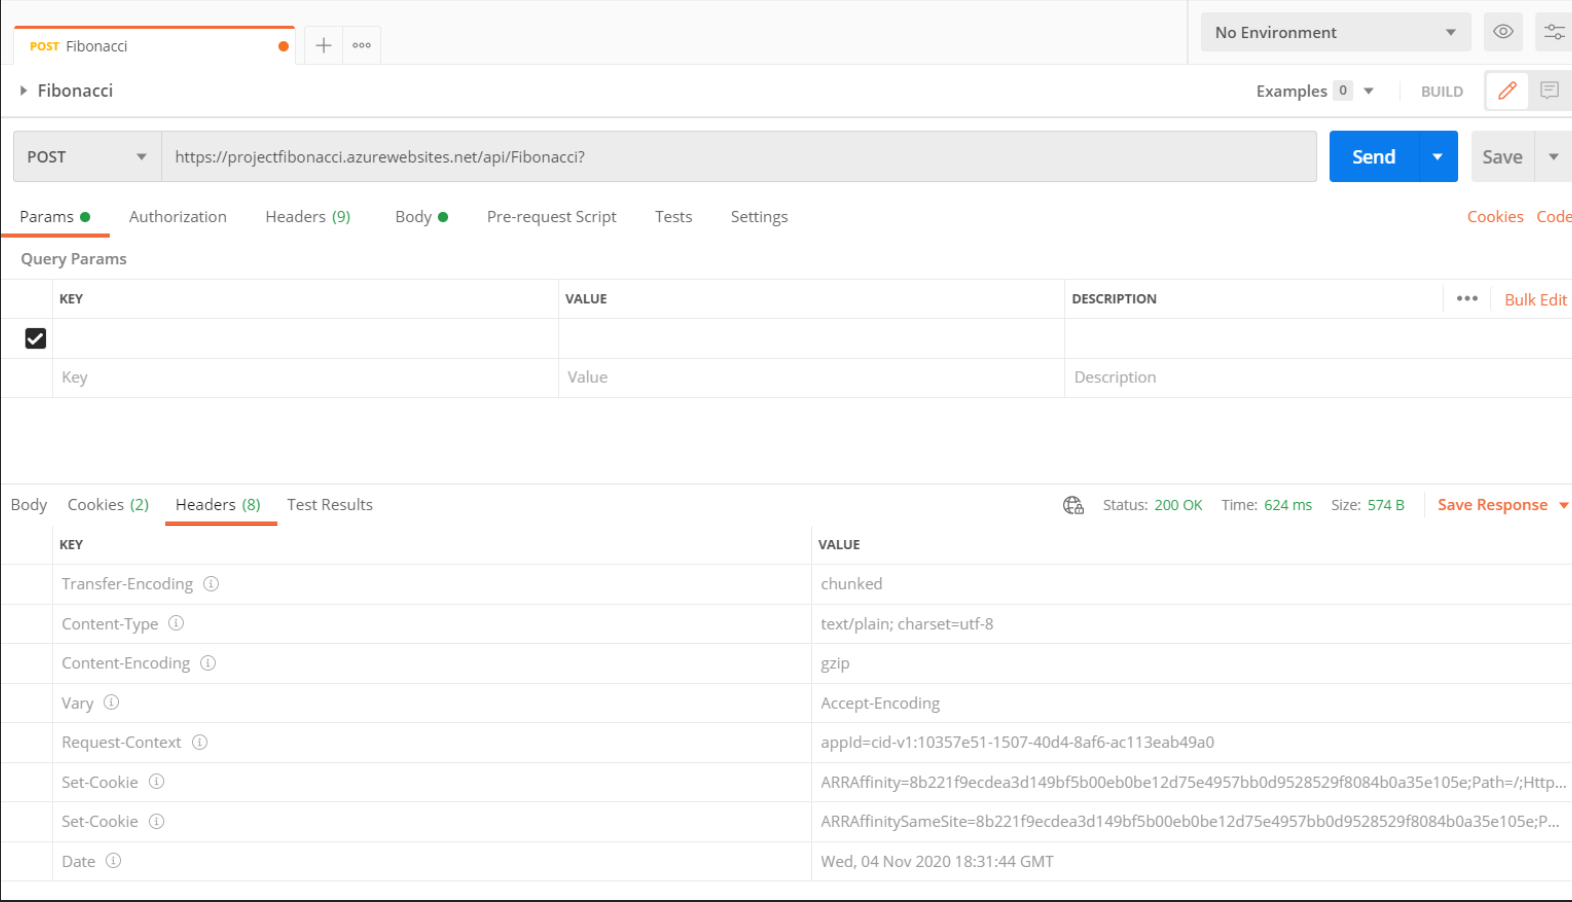 POST Fibonacci
No Environment
Fibonacci
Examples 0
BUILD
POST https://projectfibonacci.azurewebsites.net/api/Fibonacci? Send Save
Params Authorization Headers (9) Body Pre-request Script Tests Settings Cookies Code
Query Params
KEY VALUE DESCRIPTION ••• Bulk Edit
Key Value Description
Body Cookies (2) Headers (8) Test Results Status: 200 OK Time: 624 ms Size: 574 B Save Response
KEY VALUE
Transfer-Encoding chunked
Content-Type text/plain; charset=utf-8
Content-Encoding gzip
Vary Accept-Encoding
Request-Context appId=cid-v1:10357e51-1507-40d4-8af6-ac113eab49a0
Set-Cookie ARRAffinity=8b221f9ecdea3d149bf5b00eb0be12d75e4957bb0d9528529f8084b0a35e105e;Path=/;Http...
Set-Cookie ARRAffinitySameSite=8b221f9ecdea3d149bf5b00eb0be12d75e4957bb0d9528529f8084b0a35e105e;P...
Date Wed, 04 Nov 2020 18:31:44 GMT